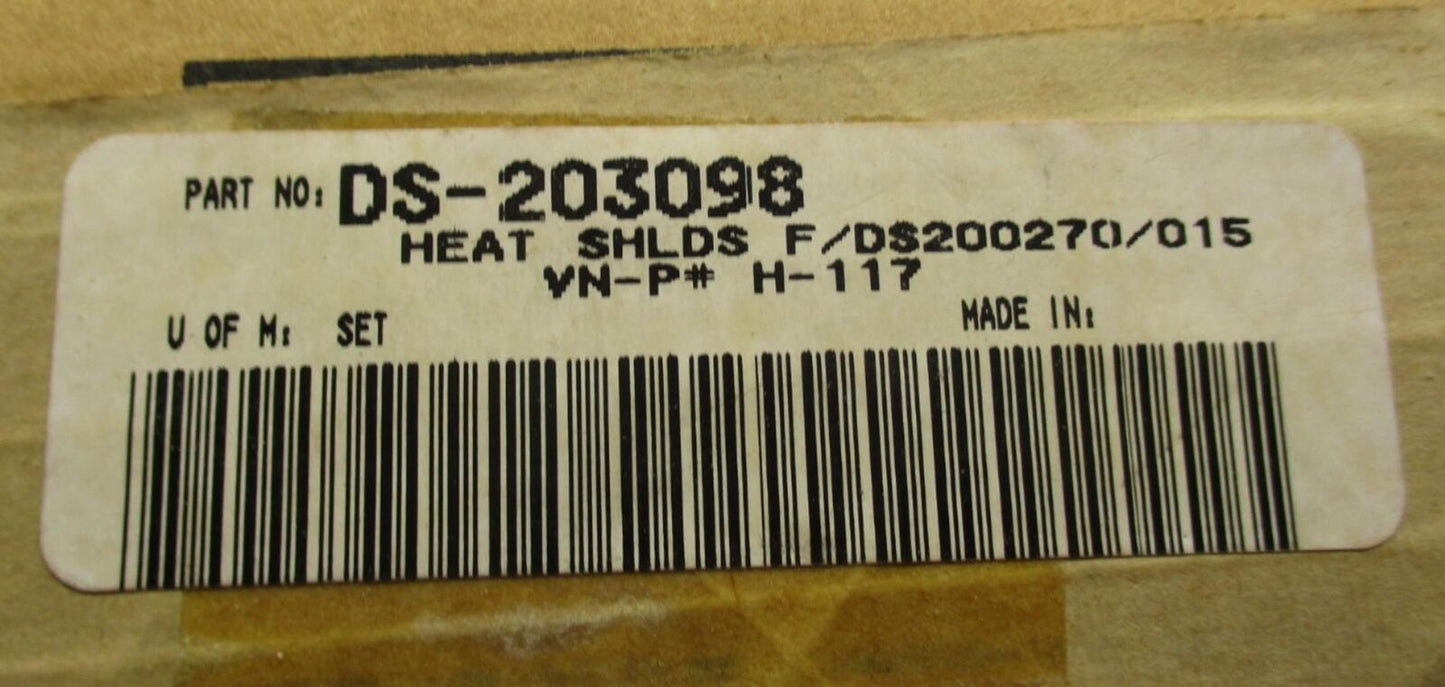 PART NO: DS-203098
HEAT SHLDS F/DS200270/015
VN-P# H-117
U OF M: SET MADE IN: